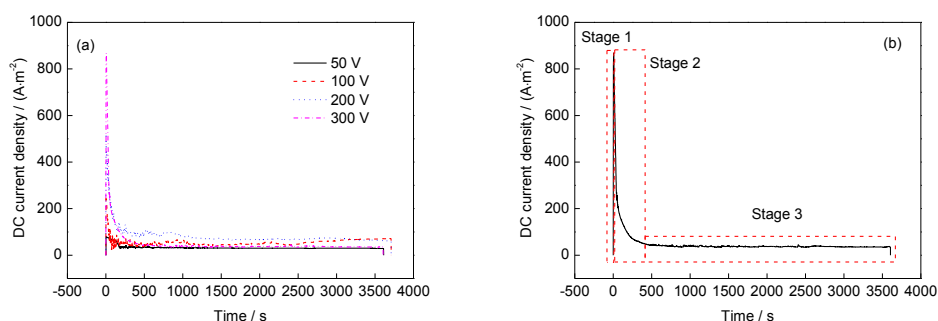 (a)
50 V
100 V
200 V
300 V
DC current density / (A·m-2)
1000
800
600
400
200
0
-500 0 500 1000 1500 2000 2500 3000 3500 4000
Time / s
(b)
Stage 1
Stage 2
Stage 3
DC current density / (A·m-2)
1000
800
600
400
200
0
-500 0 500 1000 1500 2000 2500 3000 3500 4000
Time / s